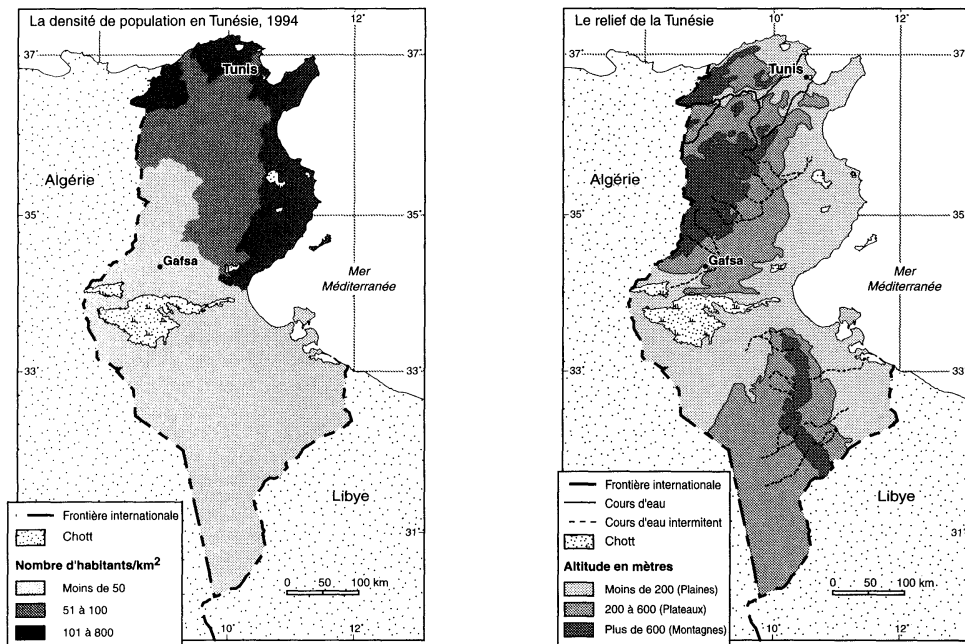 La densité de population en Tunésie, 1994
10˚
12˚
37˚
37˚
Tunis
Algérie
35˚
35˚
Gafsa
Mer
Méditerranée
33˚
33˚
Libye
31˚
Frontière internationale
Chott
Nombre d'habitants/km²
Moins de 50
51 à 100
101 à 800
0 50 100 km
10˚
12˚
Le relief de la Tunésie
10˚
12˚
37˚
37˚
Tunis
Algérie
35˚
35˚
Gafsa
Mer
Méditerranée
33˚
33˚
Libye
31˚
Frontière internationale
Cours d'eau
Cours d'eau intermitent
Chott
Altitude en mètres
Moins de 200 (Plaines)
200 à 600 (Plateaux)
Plus de 600 (Montagnes)
0 50 100 km
10˚
12˚